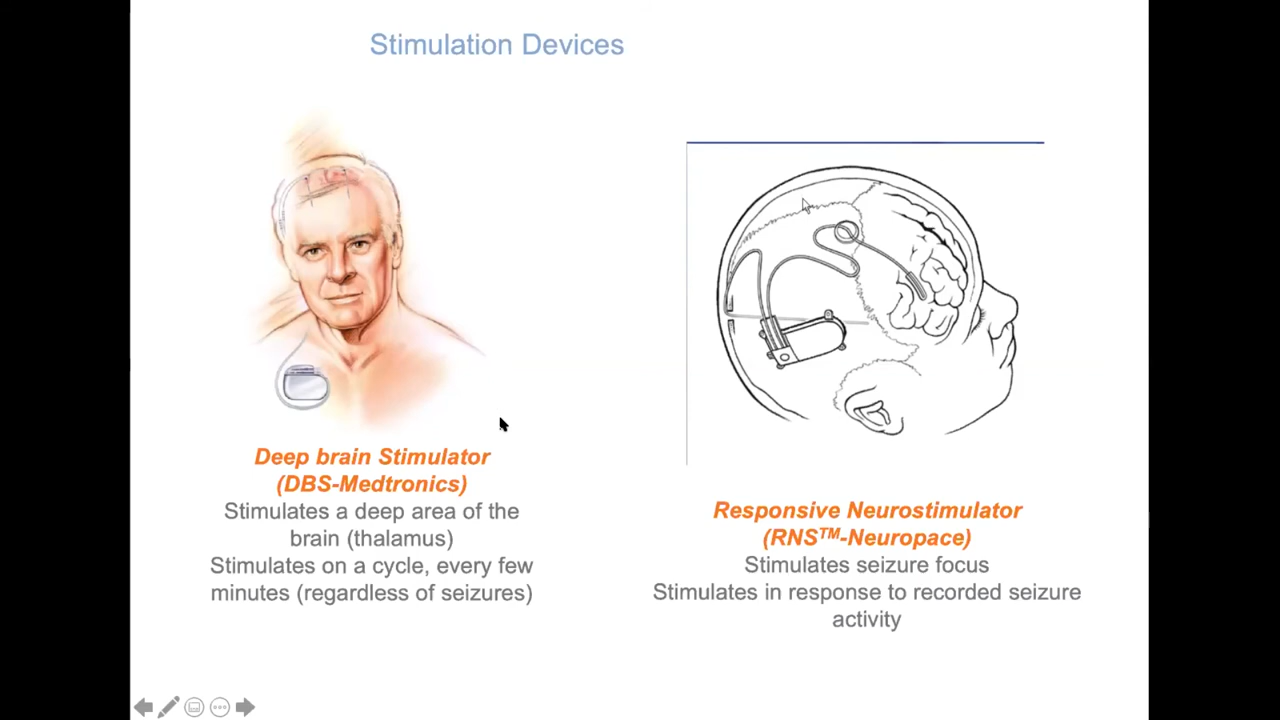 Stimulation Devices
Deep brain Stimulator
(DBS-Medtronics)
Stimulates a deep area of the
brain (thalamus)
Stimulates on a cycle, every few
minutes (regardless of seizures)
Responsive Neurostimulator
(RNS™-Neuropace)
Stimulates seizure focus
Stimulates in response to recorded seizure
activity